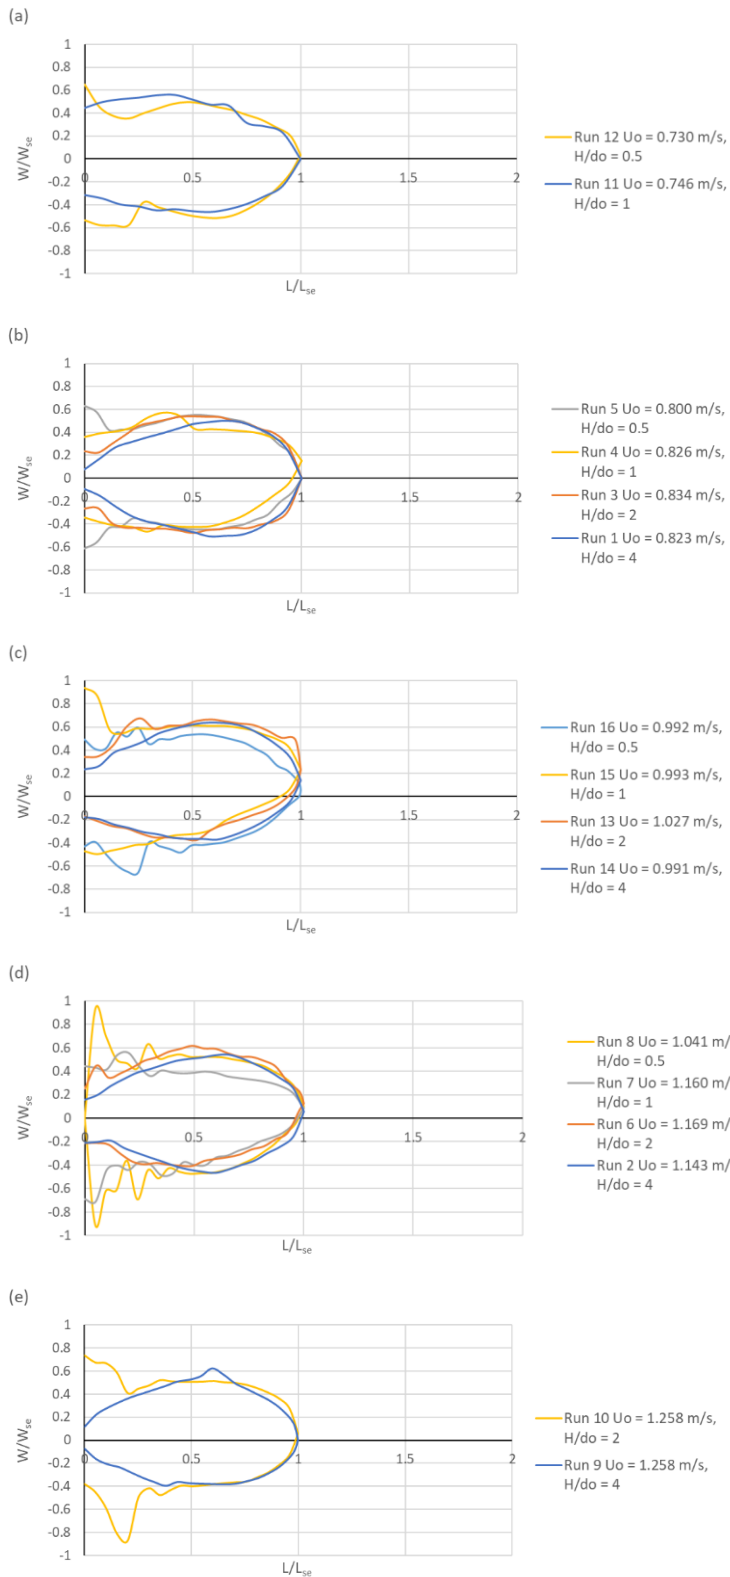 (a)
1
0.8
0.6
0.4
0.2
0
-0.2
-0.4
-0.6
-0.8
-1
0 0.5 1 1.5 2
W/Wse
L/Lse
Run 12 Uo = 0.730 m/s,
H/do = 0.5
Run 11 Uo = 0.746 m/s,
H/do = 1
(b)
1
0.8
0.6
0.4
0.2
0
-0.2
-0.4
-0.6
-0.8
-1
0 0.5 1 1.5 2
W/Wse
L/Lse
Run 5 Uo = 0.800 m/s,
H/do = 0.5
Run 4 Uo = 0.826 m/s,
H/do = 1
Run 3 Uo = 0.834 m/s,
H/do = 2
Run 1 Uo = 0.823 m/s,
H/do = 4
(c)
1
0.8
0.6
0.4
0.2
0
-0.2
-0.4
-0.6
-0.8
-1
0 0.5 1 1.5 2
W/Wse
L/Lse
Run 16 Uo = 0.992 m/s,
H/do = 0.5
Run 15 Uo = 0.993 m/s,
H/do = 1
Run 13 Uo = 1.027 m/s,
H/do = 2
Run 14 Uo = 0.991 m/s,
H/do = 4
(d)
1
0.8
0.6
0.4
0.2
0
-0.2
-0.4
-0.6
-0.8
-1
0 0.5 1 1.5 2
W/Wse
L/Lse
Run 8 Uo = 1.041 m/
H/do = 0.5
Run 7 Uo = 1.160 m/
H/do = 1
Run 6 Uo = 1.169 m/
H/do = 2
Run 2 Uo = 1.143 m/
H/do = 4
(e)
1
0.8
0.6
0.4
0.2
0
-0.2
-0.4
-0.6
-0.8
-1
0 0.5 1 1.5 2
W/Wse
L/Lse
Run 10 Uo = 1.258 m/s,
H/do = 2
Run 9 Uo = 1.258 m/s,
H/do = 4